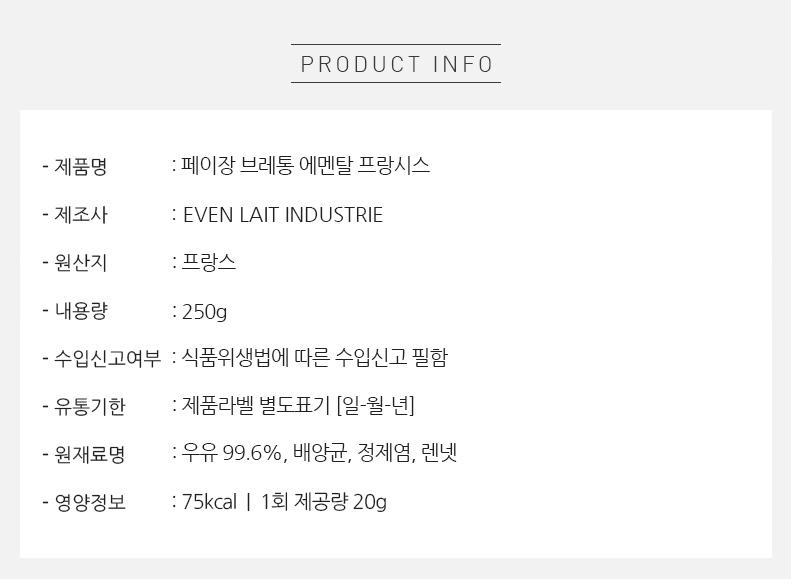 PRODUCT INFO
- 제품명 : 페이장 브레통 에멘탈 프랑시스
- 제조사 : EVEN LAIT INDUSTRIE
- 원산지 : 프랑스
- 내용량 : 250g
- 수입신고여부 : 식품위생법에 따른 수입신고 필함
- 유통기한 : 제품라벨 별도표기 [일-월-년]
- 원재료명 : 우유 99.6%, 배양균, 정제염, 렌넷
- 영양정보 : 75kcal | 1회 제공량 20g